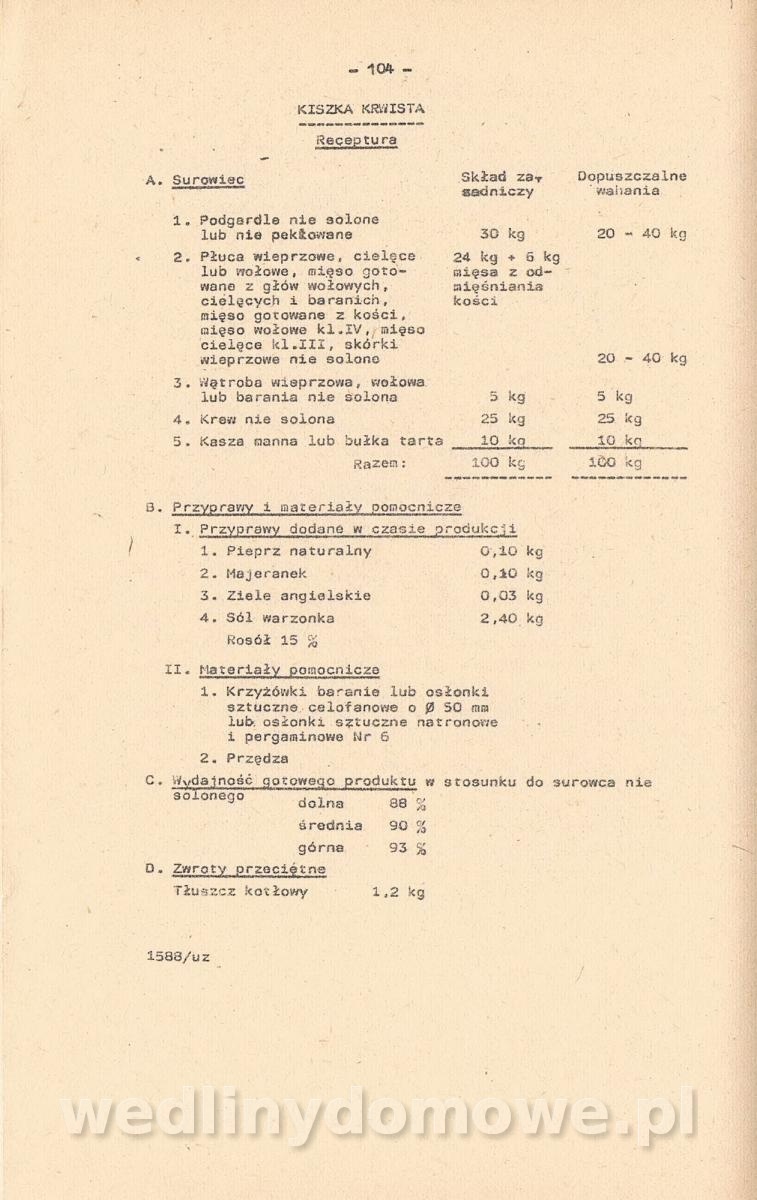 - 104 -
KISZKA KRWISTA
Receptura
A. Surowiec Skład za- Dopuszczalne
sadniczy wahania
1. Podgardle nie solone
lub nie peklowane 30 kg 20 - 40 kg
2. Płuca wieprzowe, cielęce 24 kg + 6 kg
lub wołowe, mięso goto- mięsa z od-
wane z głów wołowych, mięśniania
cielęcych i baranich, kości
mięso gotowane z kości,
mięso wołowe kl.IV, mięso
cielęce kl.III, skórki
wieprzowe nie solone 20 - 40 kg
3. Wątroba wieprzowa, wołowa
lub barania nie solona 5 kg 5 kg
4. Krew nie solona 25 kg 25 kg
5. Kasza manna lub bułka tarta 10 kg 10 kg
Razem: 100 kg 100 kg
B. Przyprawy i materiały pomocnicze
I. Przyprawy dodane w czasie produkcji
1. Pieprz naturalny 0,10 kg
2. Majeranek 0,10 kg
3. Ziele angielskie 0,03 kg
4. Sól warzonka 2,40 kg
Rosół 15 %
II. Materiały pomocnicze
1. Krzyżówki baranie lub osłonki
sztuczne celofanowe o Ø 50 mm
lub osłonki sztuczne natronowe
i pergaminowe Nr 6
2. Przędza
C. Wydajność gotowego produktu w stosunku do surowca nie
solonego dolna 88 %
średnia 90 %
górna 93 %
D. Zwroty przeciętne
Tłuszcz kotłowy 1,2 kg
1588/uz
wedlinydomowe.pl